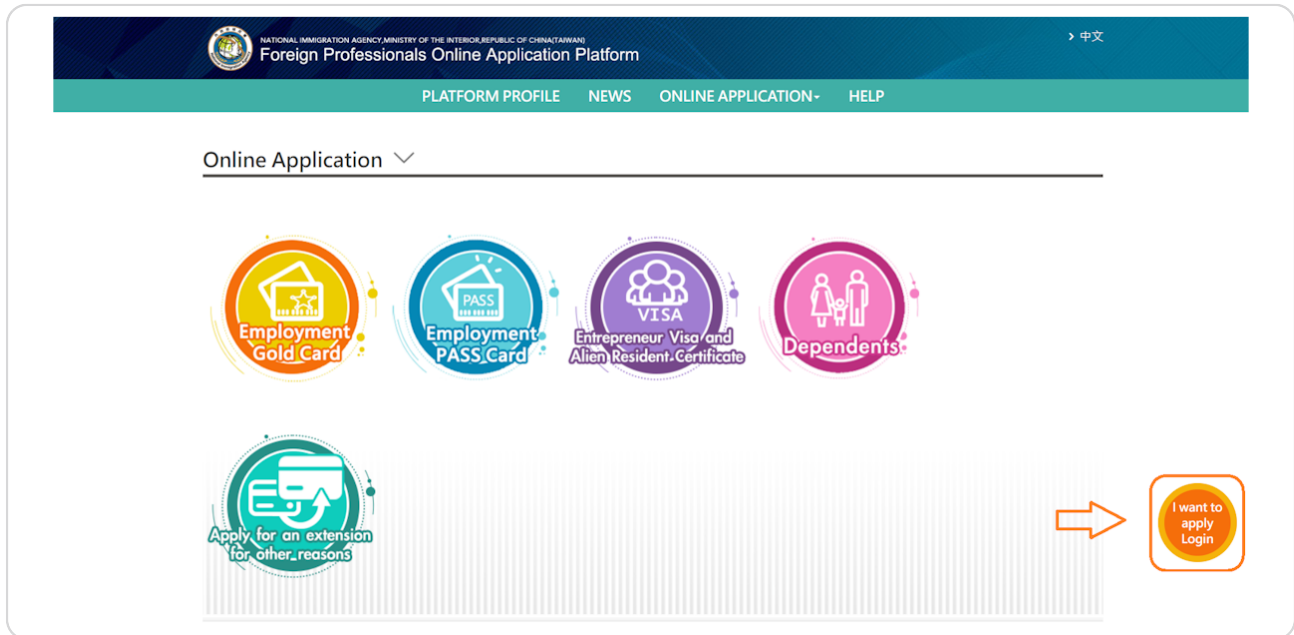 NATIONAL IMMIGRATION AGENCY,MINISTRY OF THE INTERIOR,REPUBLIC OF CHINA(TAIWAN)
Foreign Professionals Online Application Platform
中文
PLATFORM PROFILE NEWS ONLINE APPLICATION HELP
Online Application
Employment
Gold Card
PASS
Employment
PASS Card
VISA
Entrepreneur Visa and
Alien Resident Certificate
Dependents
Apply for an extension
for other reasons
I want to
apply
Login